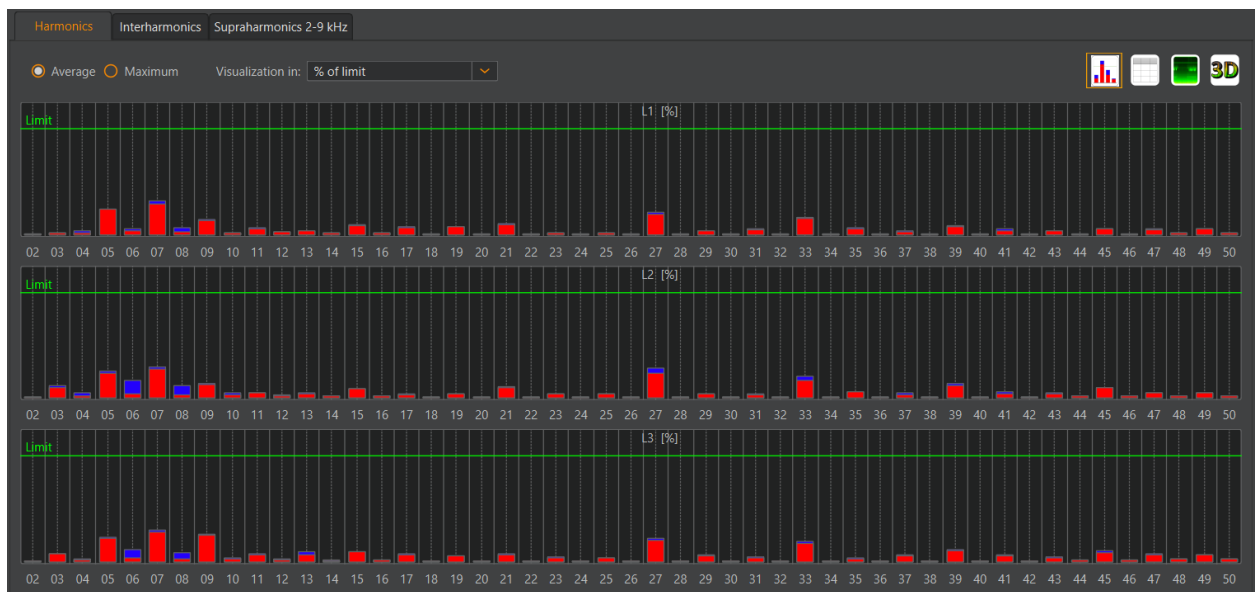 Harmonics Interharmonics Supraharmonics 2-9 kHz
Average Maximum Visualization in: % of limit 3D
L1 [%]
Limit
02 03 04 05 06 07 08 09 10 11 12 13 14 15 16 17 18 19 20 21 22 23 24 25 26 27 28 29 30 31 32 33 34 35 36 37 38 39 40 41 42 43 44 45 46 47 48 49 50
L2 [%]
Limit
02 03 04 05 06 07 08 09 10 11 12 13 14 15 16 17 18 19 20 21 22 23 24 25 26 27 28 29 30 31 32 33 34 35 36 37 38 39 40 41 42 43 44 45 46 47 48 49 50
L3 [%]
Limit
02 03 04 05 06 07 08 09 10 11 12 13 14 15 16 17 18 19 20 21 22 23 24 25 26 27 28 29 30 31 32 33 34 35 36 37 38 39 40 41 42 43 44 45 46 47 48 49 50